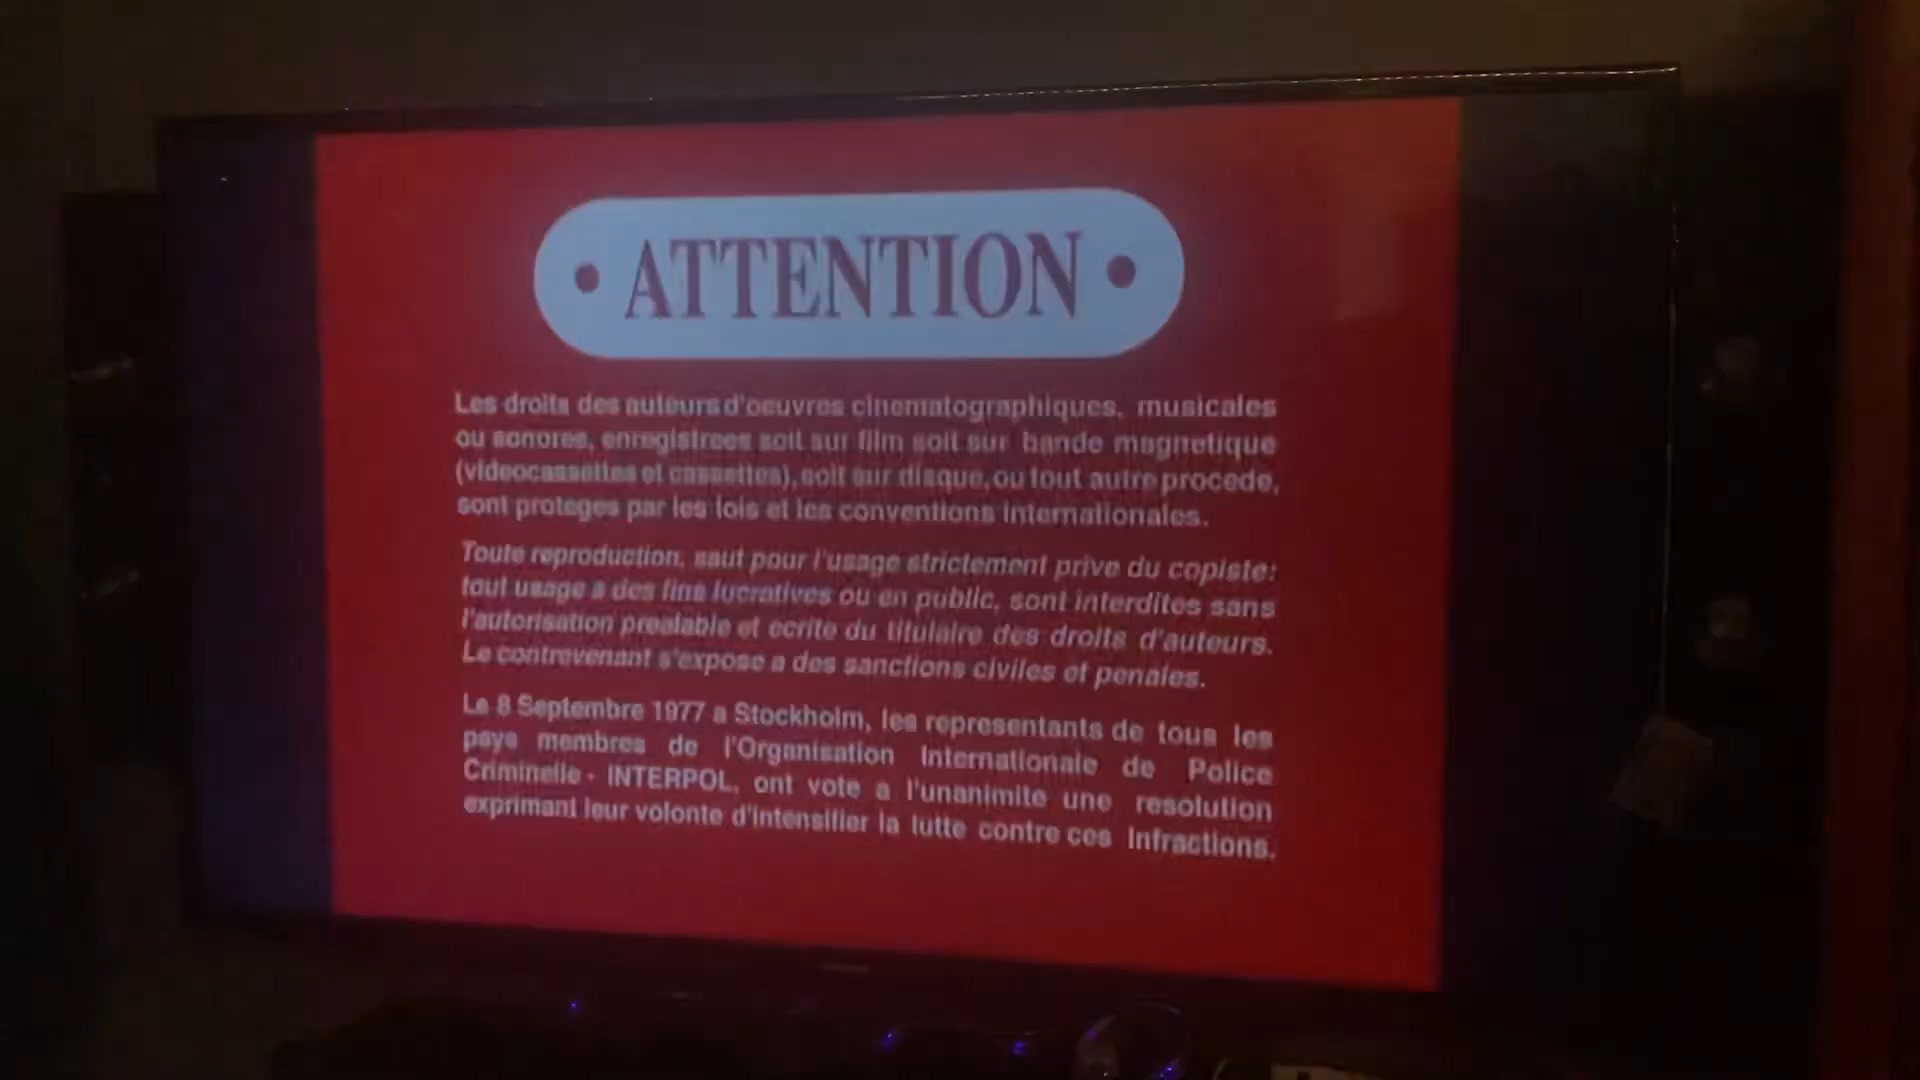 • ATTENTION •
Les droits des auteurs d'oeuvres cinematographiques, musicales
ou sonores, enregistrees soit sur film soit sur bande magnetique
(videocassettes et cassettes), soit sur disque, ou tout autre procede,
sont proteges par les lois et les conventions internationales.
Toute reproduction, sauf pour l'usage strictement prive du copiste:
tout usage a des fins lucratives ou en public, sont interdites sans
l'autorisation prealable et ecrite du titulaire des droits d'auteurs.
Le contrevenant s'expose a des sanctions civiles et penales.
Le 8 Septembre 1977 a Stockholm, les representants de tous les
pays membres de l'Organisation Internationale de Police
Criminelle - INTERPOL, ont vote a l'unanimite une resolution
exprimant leur volonte d'intensifier la lutte contre ces infractions.